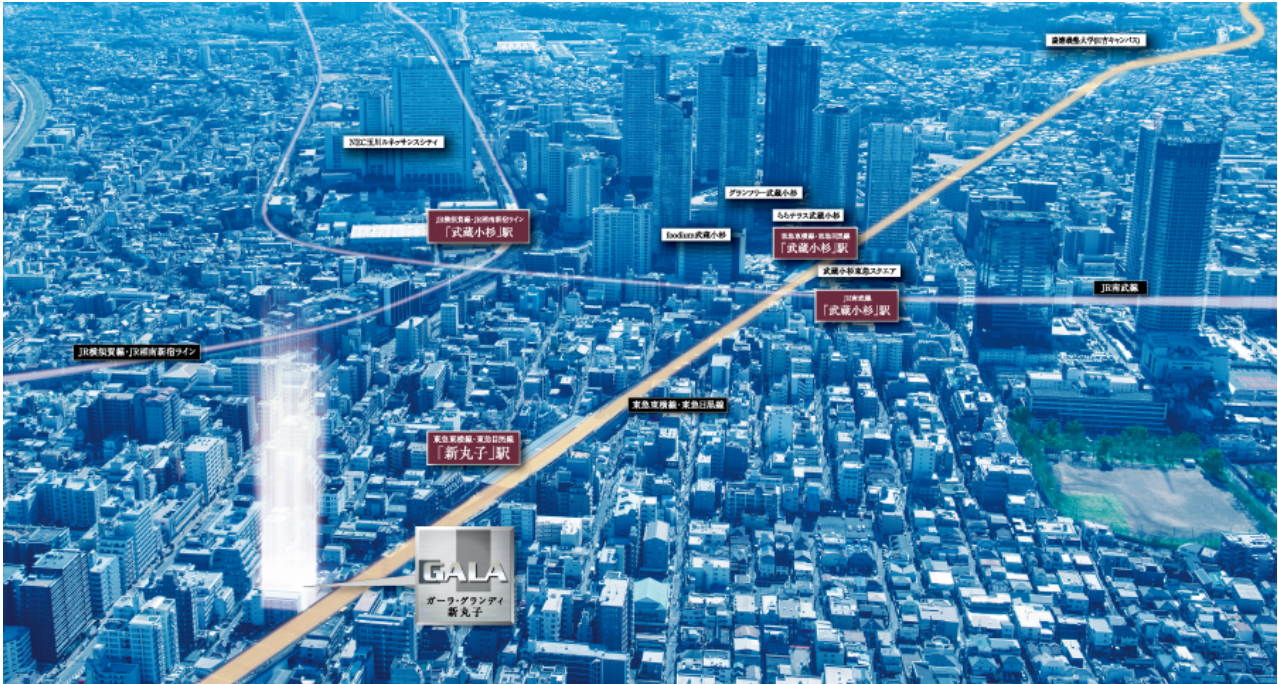 慶應義塾大学(日吉キャンパス)
NEC玉川ルネッサンスシティ
グランツリー武蔵小杉
JR横須賀線・JR湘南新宿ライン
「武蔵小杉」駅
ららテラス武蔵小杉
foodium武蔵小杉
東急東横線・東急目黒線
「武蔵小杉」駅
武蔵小杉東急スクエア
JR南武線
JR南武線
「武蔵小杉」駅
JR横須賀線・JR湘南新宿ライン
東急東横線・東急目黒線
東急東横線・東急目黒線
「新丸子」駅
GALA
ガーラ・グランディ
新丸子